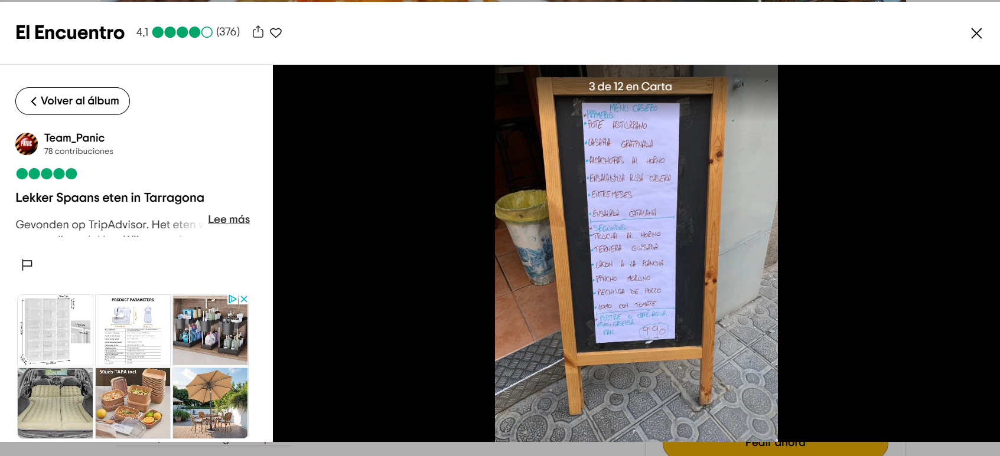 El Encuentro
4,1
(376)
Volver al álbum
Team_Panic
78 contribuciones
Lekker Spaans eten in Tarragona
Gevonden op TripAdvisor. Het eten
Lee más
PRODUCT PARAMETERS
50uds-TAPA incl.
3 de 12 en Carta
MENU CASERO
*PRIMEROS:
*POTE ASTURIANO
*LASAÑA GRATINADA
*ALCACHOFAS AL HORNO
*ENSALADILLA RUSA CASERA
*ENTREMESES
*ENSALADA CATALANA
*SEGUNDOS:
*TRUCHA AL HORNO
*TERNERA GUISADA
*LACON A LA PLANCHA
*PINCHO MORUNO
*PECHUGA DE POLLO
*LOMO CON TOMATE
*POSTRE O CAFE, AGUA,
VINO, GASEOSA,
PAN.
9'90
Pedir ahora
PANIC